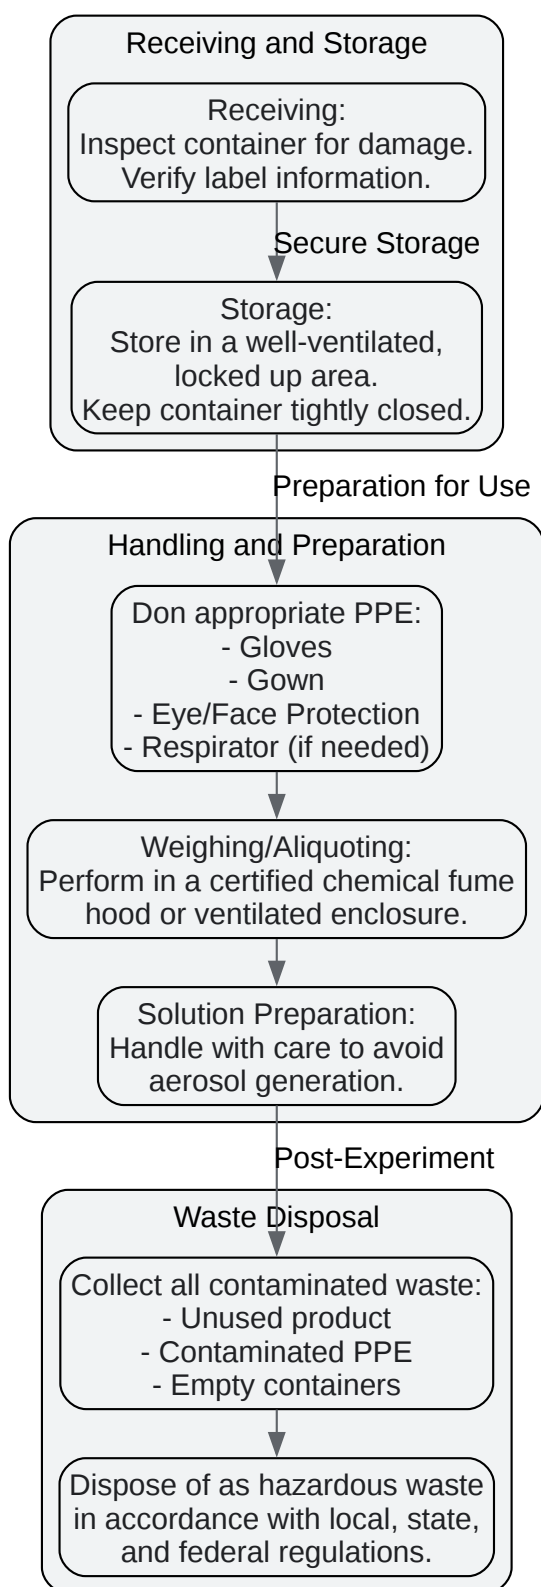 Receiving and Storage
Receiving:
Inspect container for damage.
Verify label information.
Secure Storage
Storage:
Store in a well-ventilated,
locked up area.
Keep container tightly closed.
Preparation for Use
Handling and Preparation
Don appropriate PPE:
- Gloves
- Gown
- Eye/Face Protection
- Respirator (if needed)
Weighing/Aliquoting:
Perform in a certified chemical fume
hood or ventilated enclosure.
Solution Preparation:
Handle with care to avoid
aerosol generation.
Post-Experiment
Waste Disposal
Collect all contaminated waste:
- Unused product
- Contaminated PPE
- Empty containers
Dispose of as hazardous waste
in accordance with local, state,
and federal regulations.